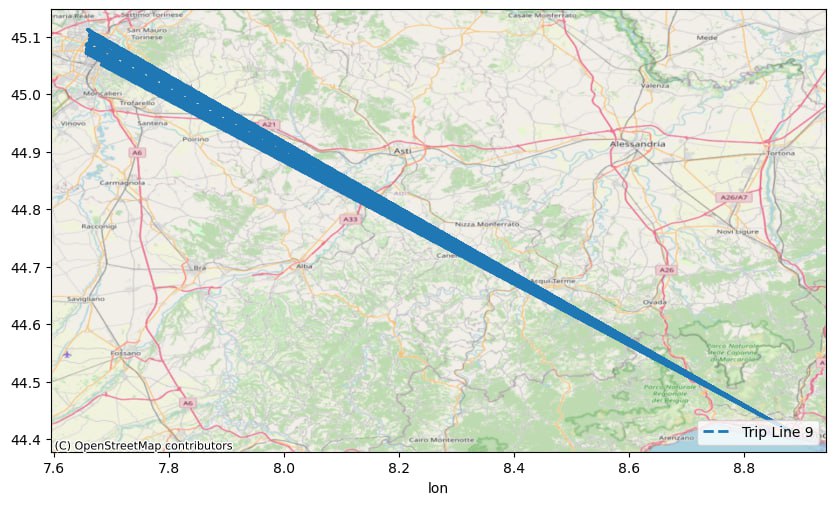 Settimo Torinese
San Mauro
Torinese
Casale Monferrato
Mede
Valenza
Moncalieri
Trofarello
Vinovo
Santena
Poirino
A21
Asti
Alessandria
Tortona
A6
Carmagnola
A33
A26/A7
Racconigi
Nizza Monferrato
Novi Ligure
Bra
Alba
A26
Acqui Terme
Savigliano
Ovada
Fossano
Parco Naturale
delle Capanne
di Marcarolo
Parco Naturale
Regionale
del Beigua
A6
Cairo Montenotte
Arenzano
(C) OpenStreetMap contributors
Trip Line 9
45.1
45.0
44.9
44.8
44.7
44.6
44.5
44.4
7.6 7.8 8.0 8.2 8.4 8.6 8.8
lon